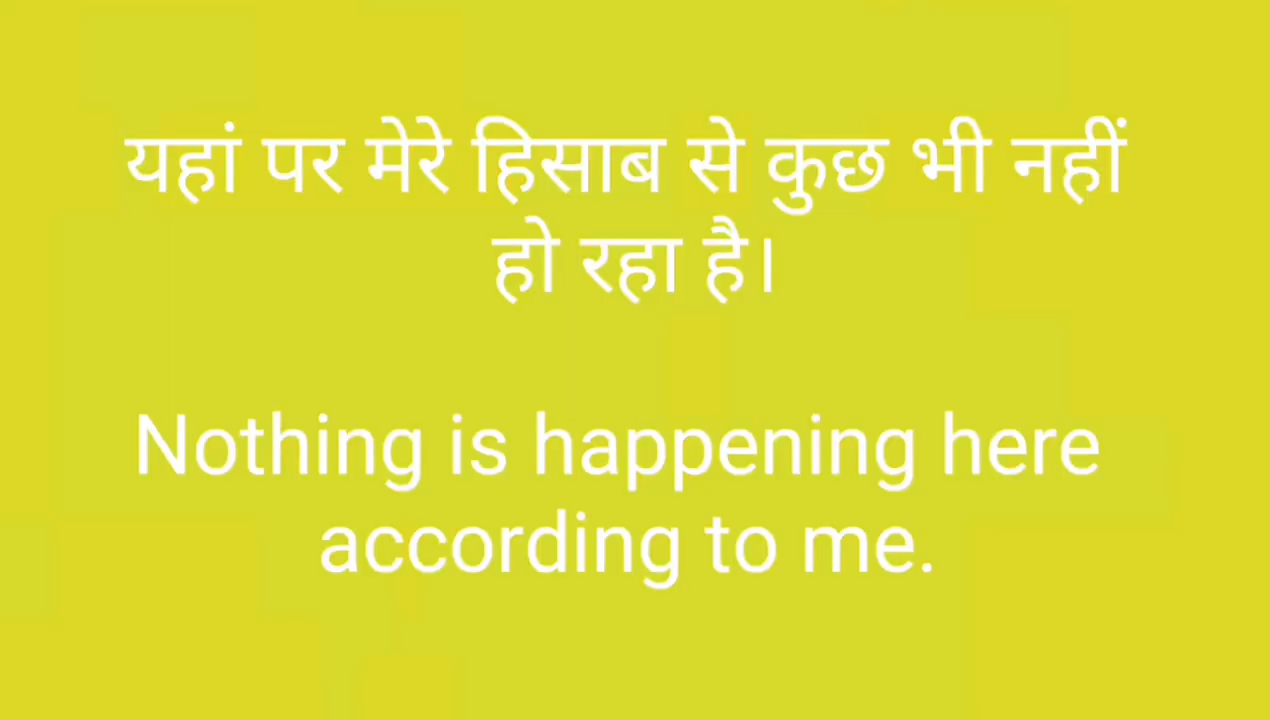 यहां पर मेरे हिसाब से कुछ भी नहीं
हो रहा है।
Nothing is happening here
according to me.